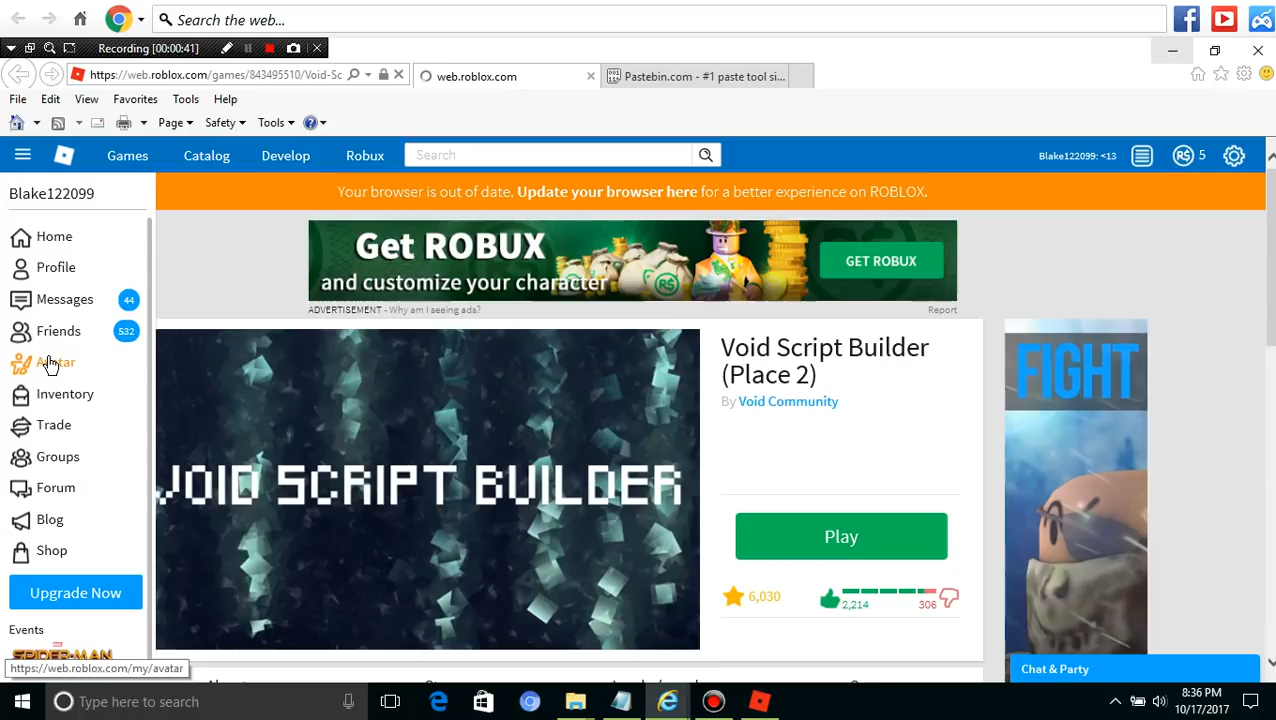 Search the web...
Recording [00:00:41]
https://web.roblox.com/games/843495510/Void-Sc
web.roblox.com
Pastebin.com - #1 paste tool si...
File Edit View Favorites Tools Help
Page Safety Tools
Games Catalog Develop Robux Search Blake122099: <13 R$ 5
Blake122099
Your browser is out of date. Update your browser here for a better experience on ROBLOX.
Home
Profile
Messages 44
Friends 532
Avatar
Inventory
Trade
Groups
Forum
Blog
Shop
Upgrade Now
Events
SPIDER-MAN
https://web.roblox.com/my/avatar
Get ROBUX
and customize your character
GET ROBUX
ADVERTISEMENT - Why am I seeing ads?
Report
VOID SCRIPT BUILDER
Void Script Builder
(Place 2)
By Void Community
Play
6,030
2,214
306
FIGHT
Chat & Party
Type here to search
8:36 PM
10/17/2017